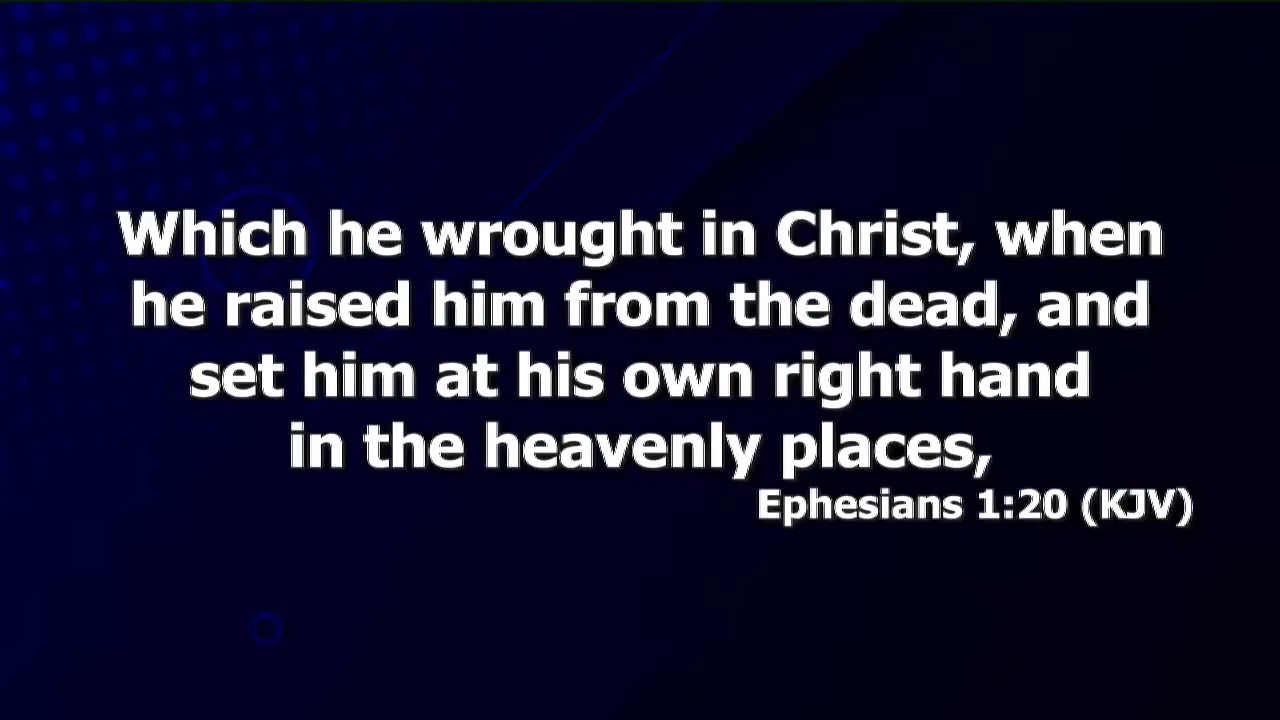 Which he wrought in Christ, when
he raised him from the dead, and
set him at his own right hand
in the heavenly places,
Ephesians 1:20 (KJV)